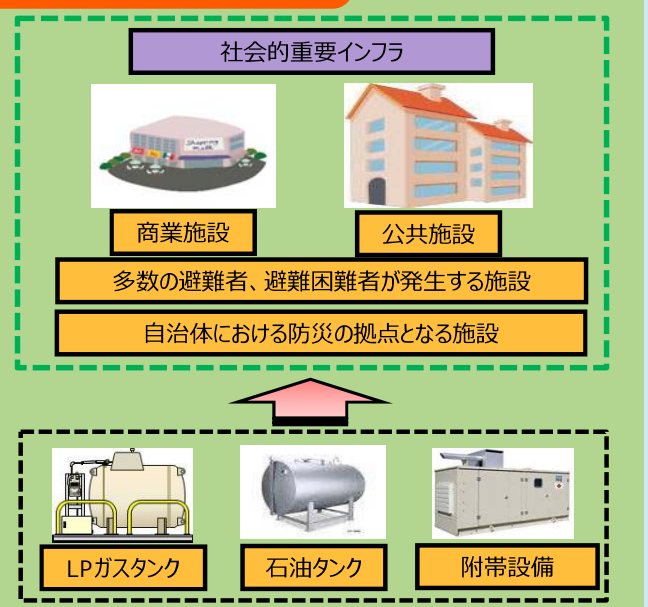 社会的重要インフラ
Shopping
mall
商業施設
公共施設
多数の避難者、避難困難者が発生する施設
自治体における防災の拠点となる施設
LPガスタンク
石油タンク
附帯設備